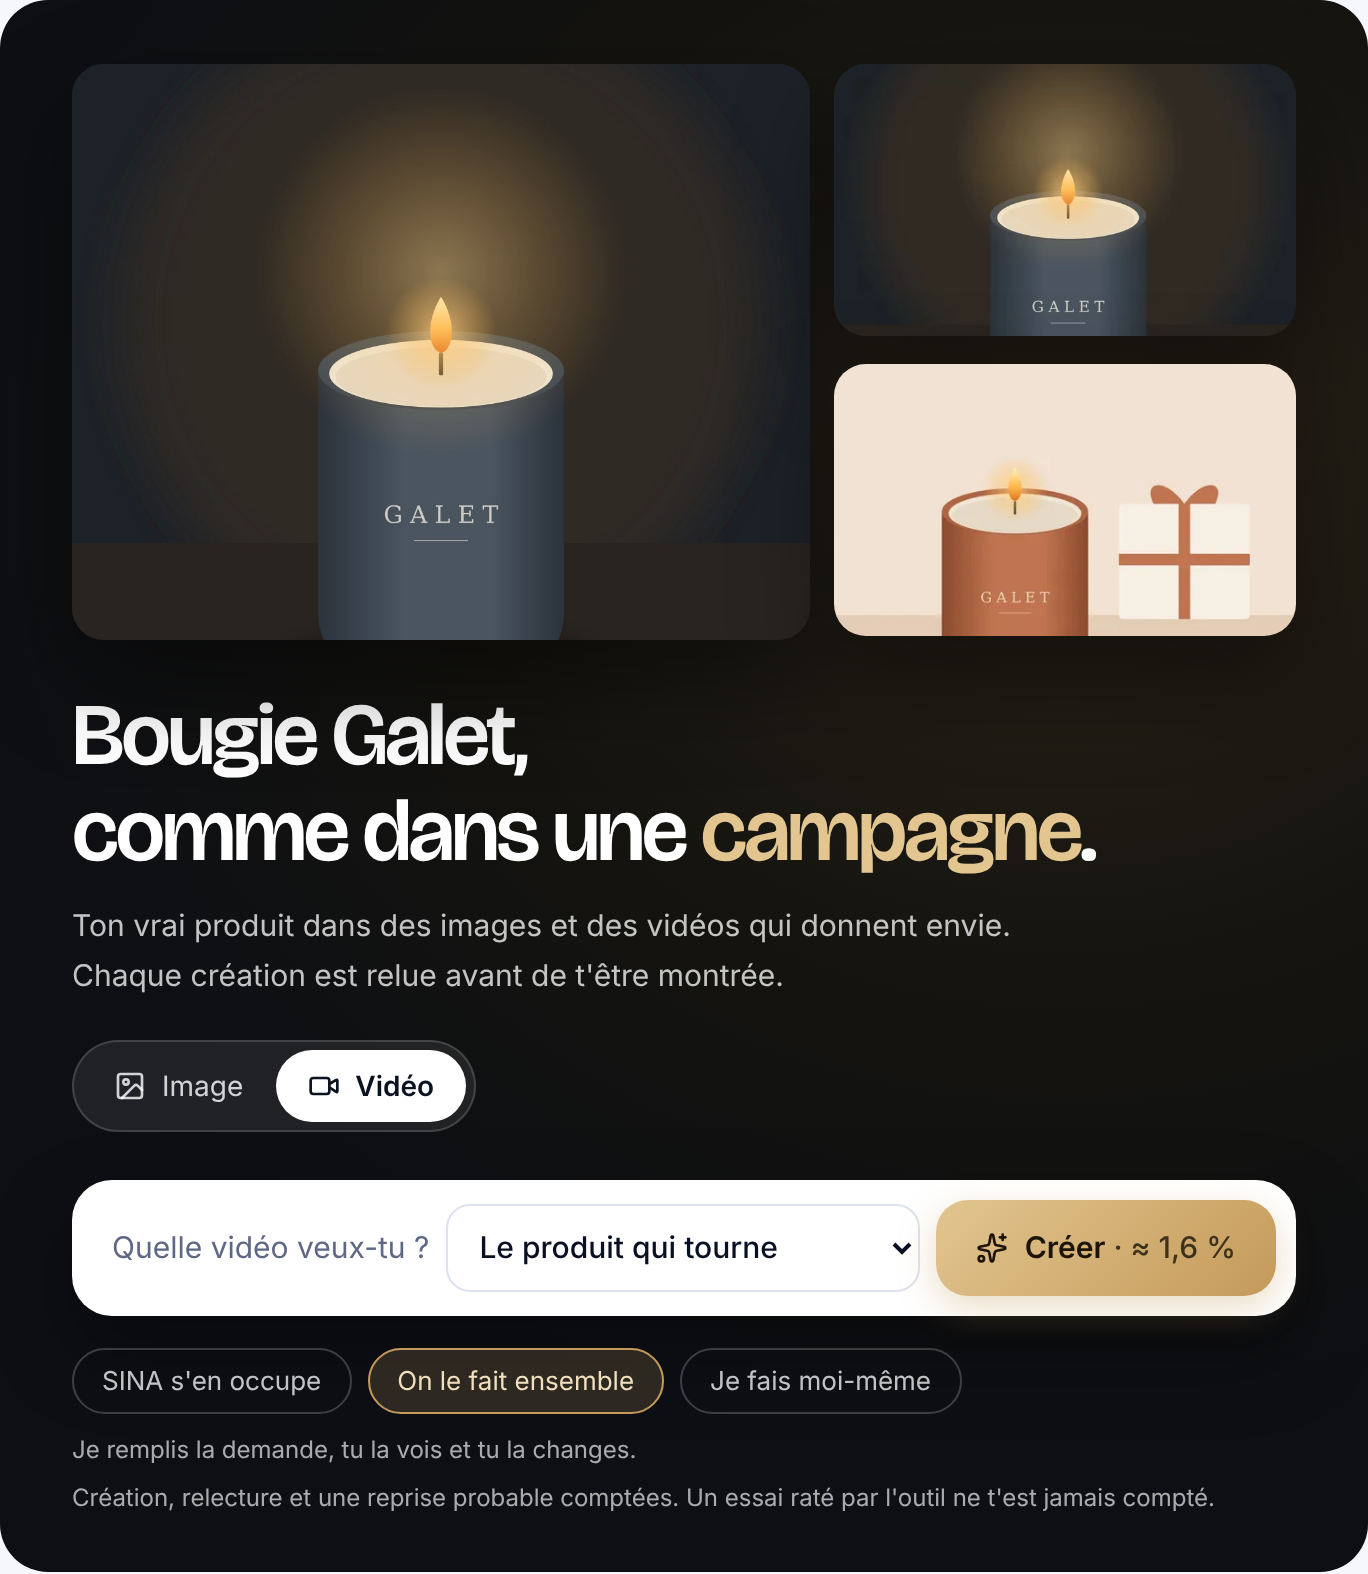 GALET
GALET
GALET
Bougie Galet,
comme dans une campagne.
Ton vrai produit dans des images et des vidéos qui donnent envie.
Chaque création est relue avant de t'être montrée.
Image
Vidéo
Quelle vidéo veux-tu ?
Le produit qui tourne
Créer · ≈ 1,6 %
SINA s'en occupe
On le fait ensemble
Je fais moi-même
Je remplis la demande, tu la vois et tu la changes.
Création, relecture et une reprise probable comptées. Un essai raté par l'outil ne t'est jamais compté.